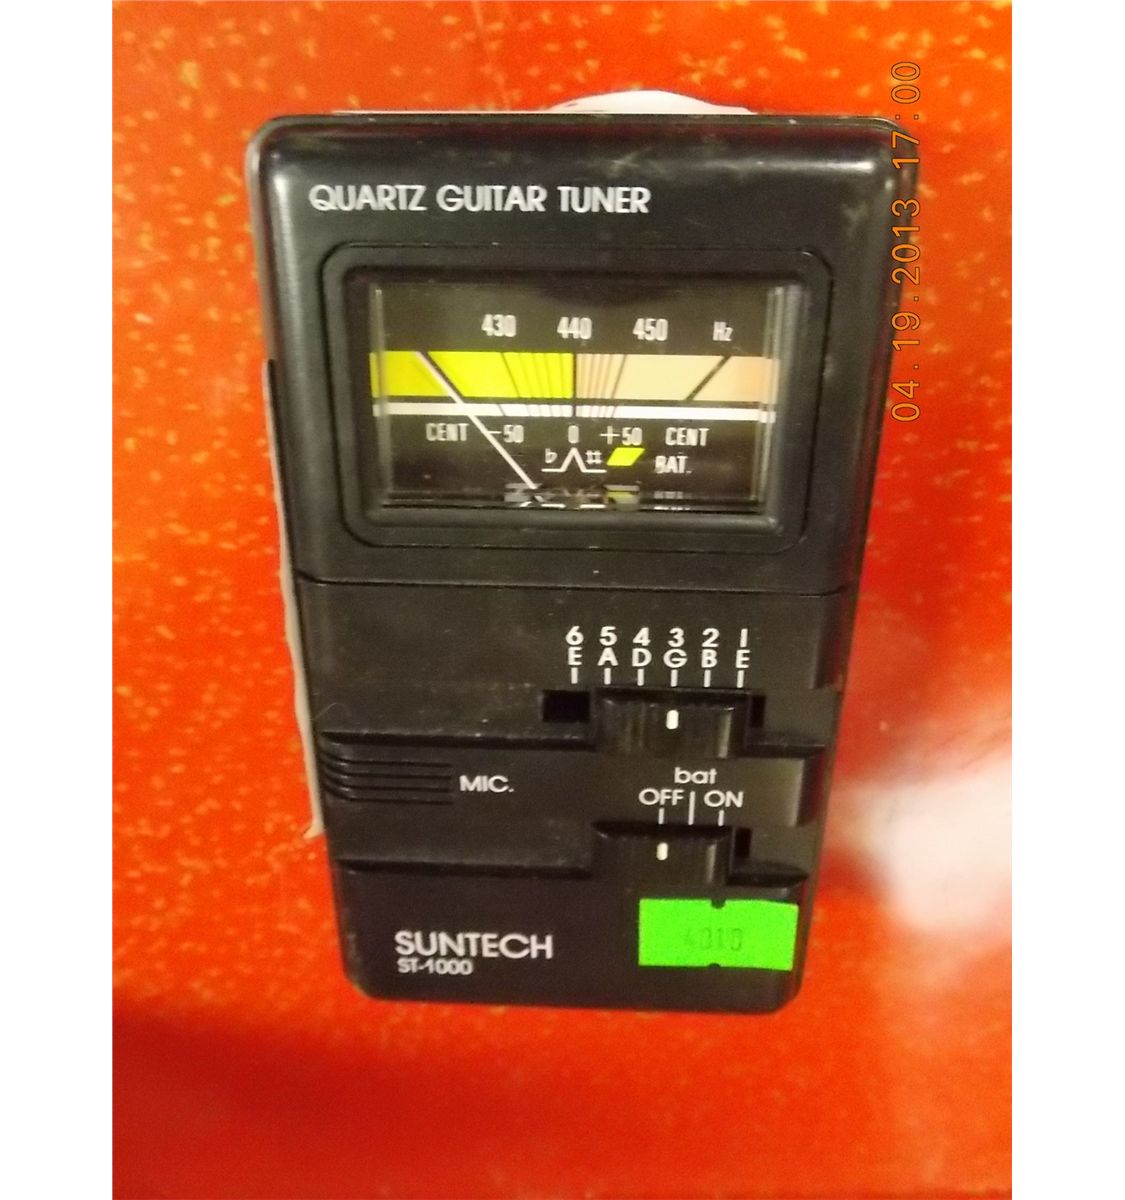 QUARTZ GUITAR TUNER
430 440 450 Hz
CENT -50 0 +50 CENT
♭ ♯ BAT.
6 5 4 3 2 1
E A D G B E
MIC.
bat
OFF ON
SUNTECH
ST-1000
4010
04.19.2013 17:00